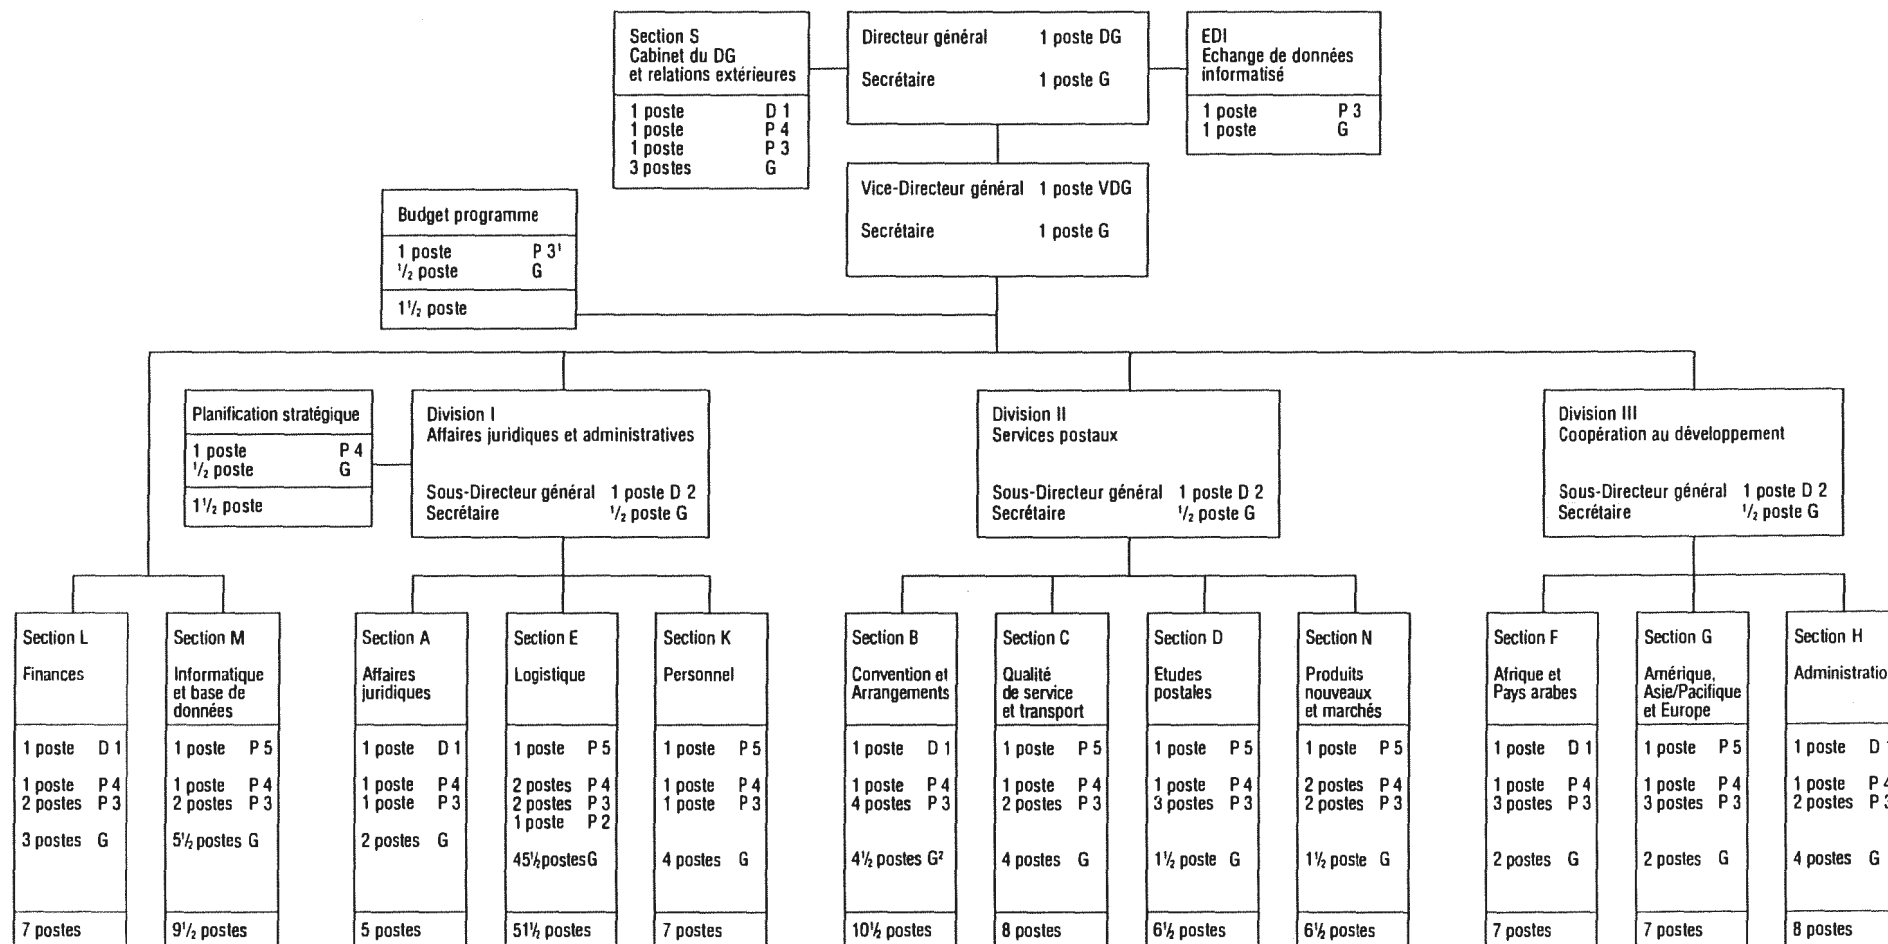 Section S
Cabinet du DG
et relations extérieures
1 poste D 1
1 poste P 4
1 poste P 3
3 postes G
Directeur général 1 poste DG
Secrétaire 1 poste G
EDI
Echange de données
informatisé
1 poste P 3
1 poste G
Vice-Directeur général 1 poste VDG
Secrétaire 1 poste G
Budget programme
1 poste P 3¹
¹/₂ poste G
1¹/₂ poste
Planification stratégique
1 poste P 4
¹/₂ poste G
1¹/₂ poste
Division I
Affaires juridiques et administratives
Sous-Directeur général 1 poste D 2
Secrétaire ¹/₂ poste G
Division II
Services postaux
Sous-Directeur général 1 poste D 2
Secrétaire ¹/₂ poste G
Division III
Coopération au développement
Sous-Directeur général 1 poste D 2
Secrétaire ¹/₂ poste G
Section L
Finances
1 poste D 1
1 poste P 4
2 postes P 3
3 postes G
7 postes
Section M
Informatique
et base de
données
1 poste P 5
1 poste P 4
2 postes P 3
5½ postes G
9¹/₂ postes
Section A
Affaires
juridiques
1 poste D 1
1 poste P 4
1 poste P 3
2 postes G
5 postes
Section E
Logistique
1 poste P 5
2 postes P 4
2 postes P 3
1 poste P 2
45½ postes G
51½ postes
Section K
Personnel
1 poste P 5
1 poste P 4
1 poste P 3
4 postes G
7 postes
Section B
Convention et
Arrangements
1 poste D 1
1 poste P 4
4 postes P 3
4½ postes G²
10½ postes
Section C
Qualité
de service
et transport
1 poste P 5
1 poste P 4
2 postes P 3
4 postes G
8 postes
Section D
Etudes
postales
1 poste P 5
1 poste P 4
3 postes P 3
1½ poste G
6½ postes
Section N
Produits
nouveaux
et marchés
1 poste P 5
2 postes P 4
2 postes P 3
1½ poste G
6½ postes
Section F
Afrique et
Pays arabes
1 poste D 1
1 poste P 4
3 postes P 3
2 postes G
7 postes
Section G
Amérique,
Asie/Pacifique
et Europe
1 poste P 5
1 poste P 4
3 postes P 3
2 postes G
7 postes
Section H
Administratio
1 poste D 1
1 poste P 4
2 postes P 3
4 postes G
8 postes